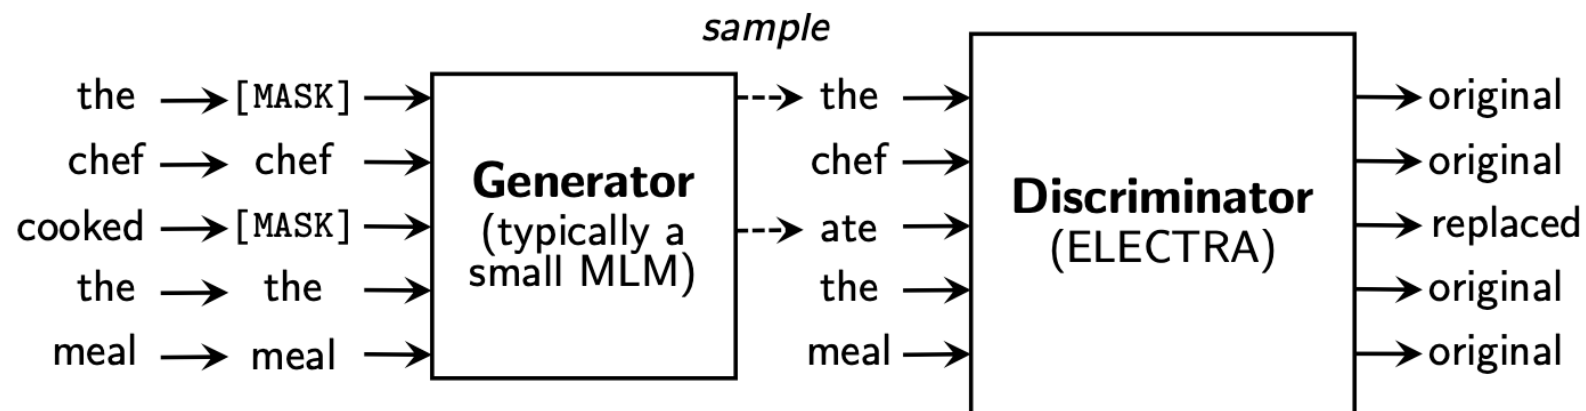 sample
the [MASK] the original
chef chef chef original
cooked [MASK] ate replaced
the the the original
meal meal meal original
Generator
(typically a
small MLM)
Discriminator
(ELECTRA)